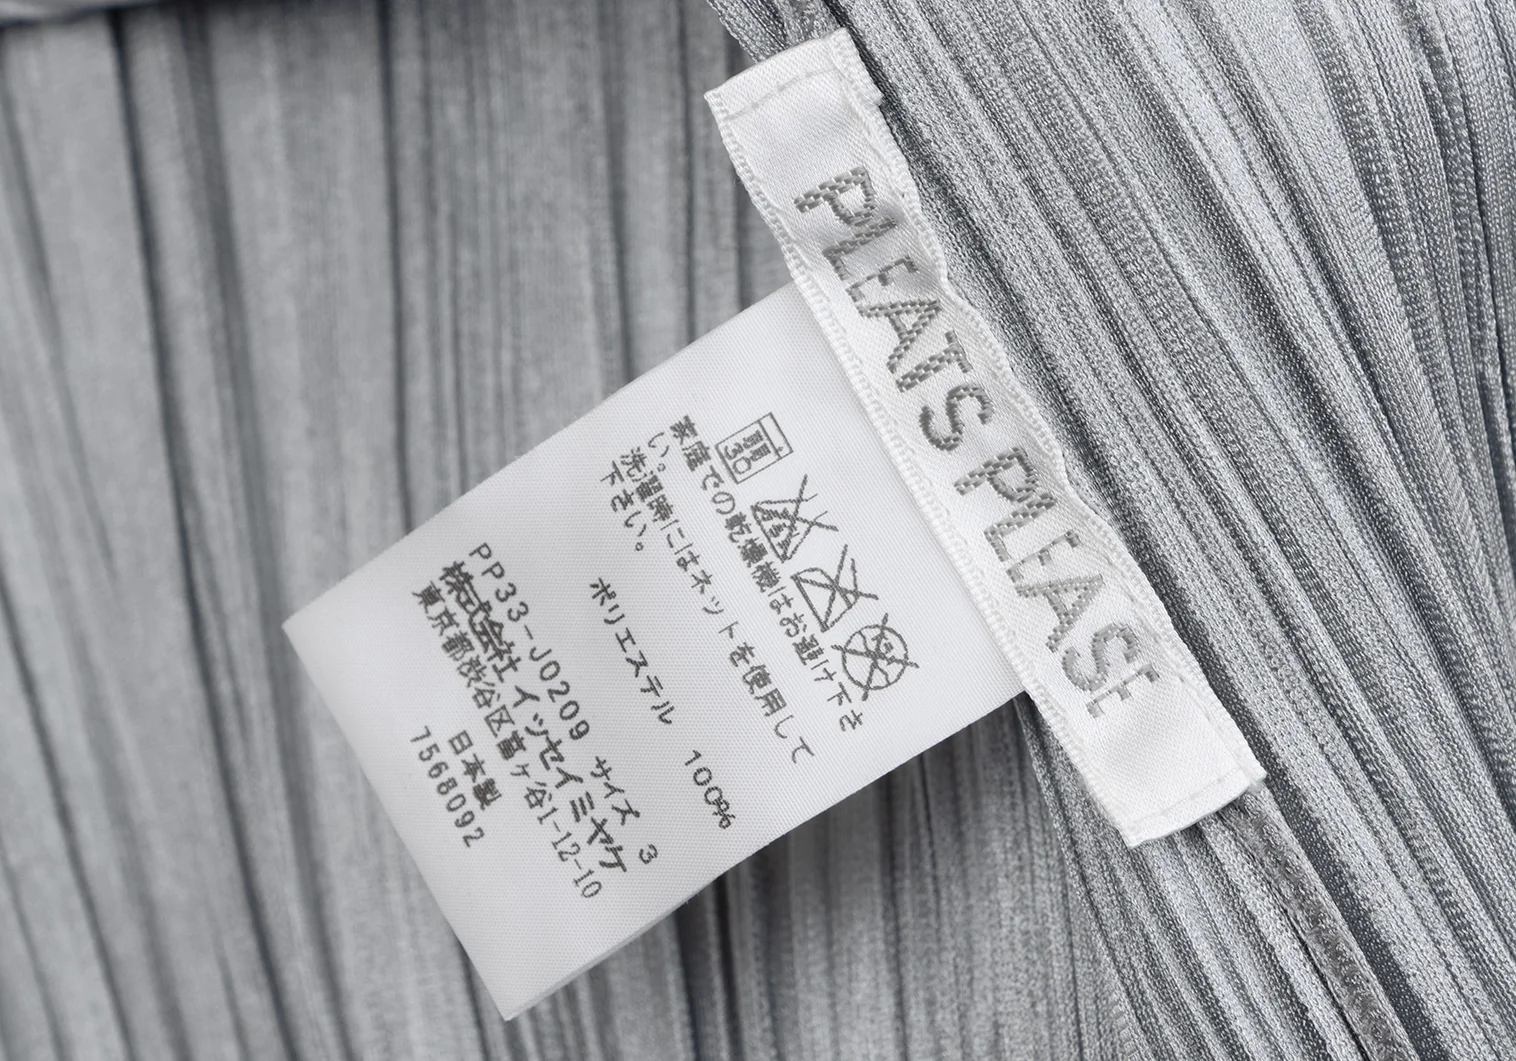 PLEATS PLEASE
弱
30
家庭での乾燥機はお避け下さ
い。
洗濯時にはネットを使用して
下さい。
ポリエステル 100%
PP33-J0209 サイズ 3
株式会社 イッセイミヤケ
東京都渋谷区富ヶ谷1-12-10
日本製
7568092